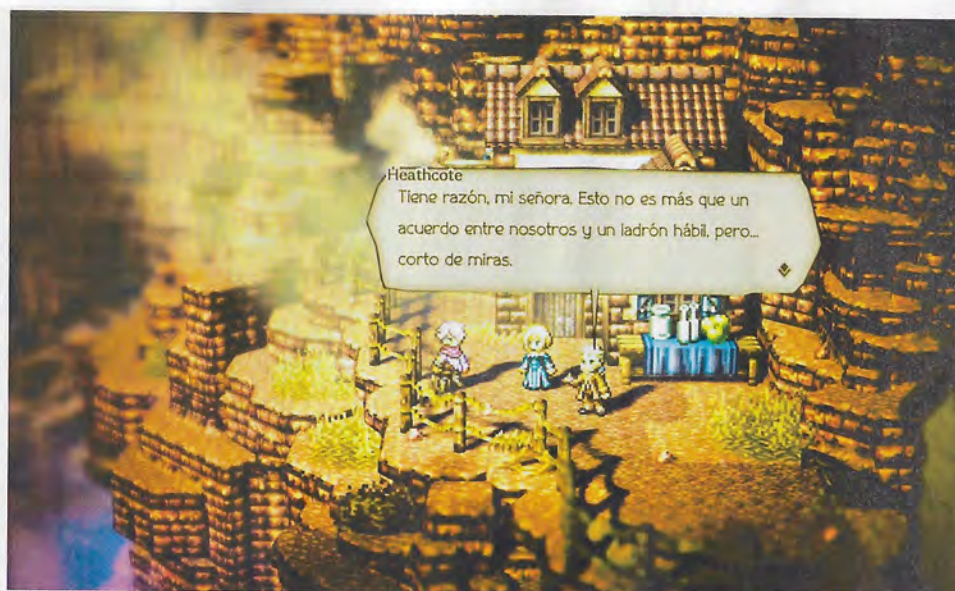 Heathcote
Tiene razón, mi señora. Esto no es más que un
acuerdo entre nosotros y un ladrón hábil, pero...
corto de miras.